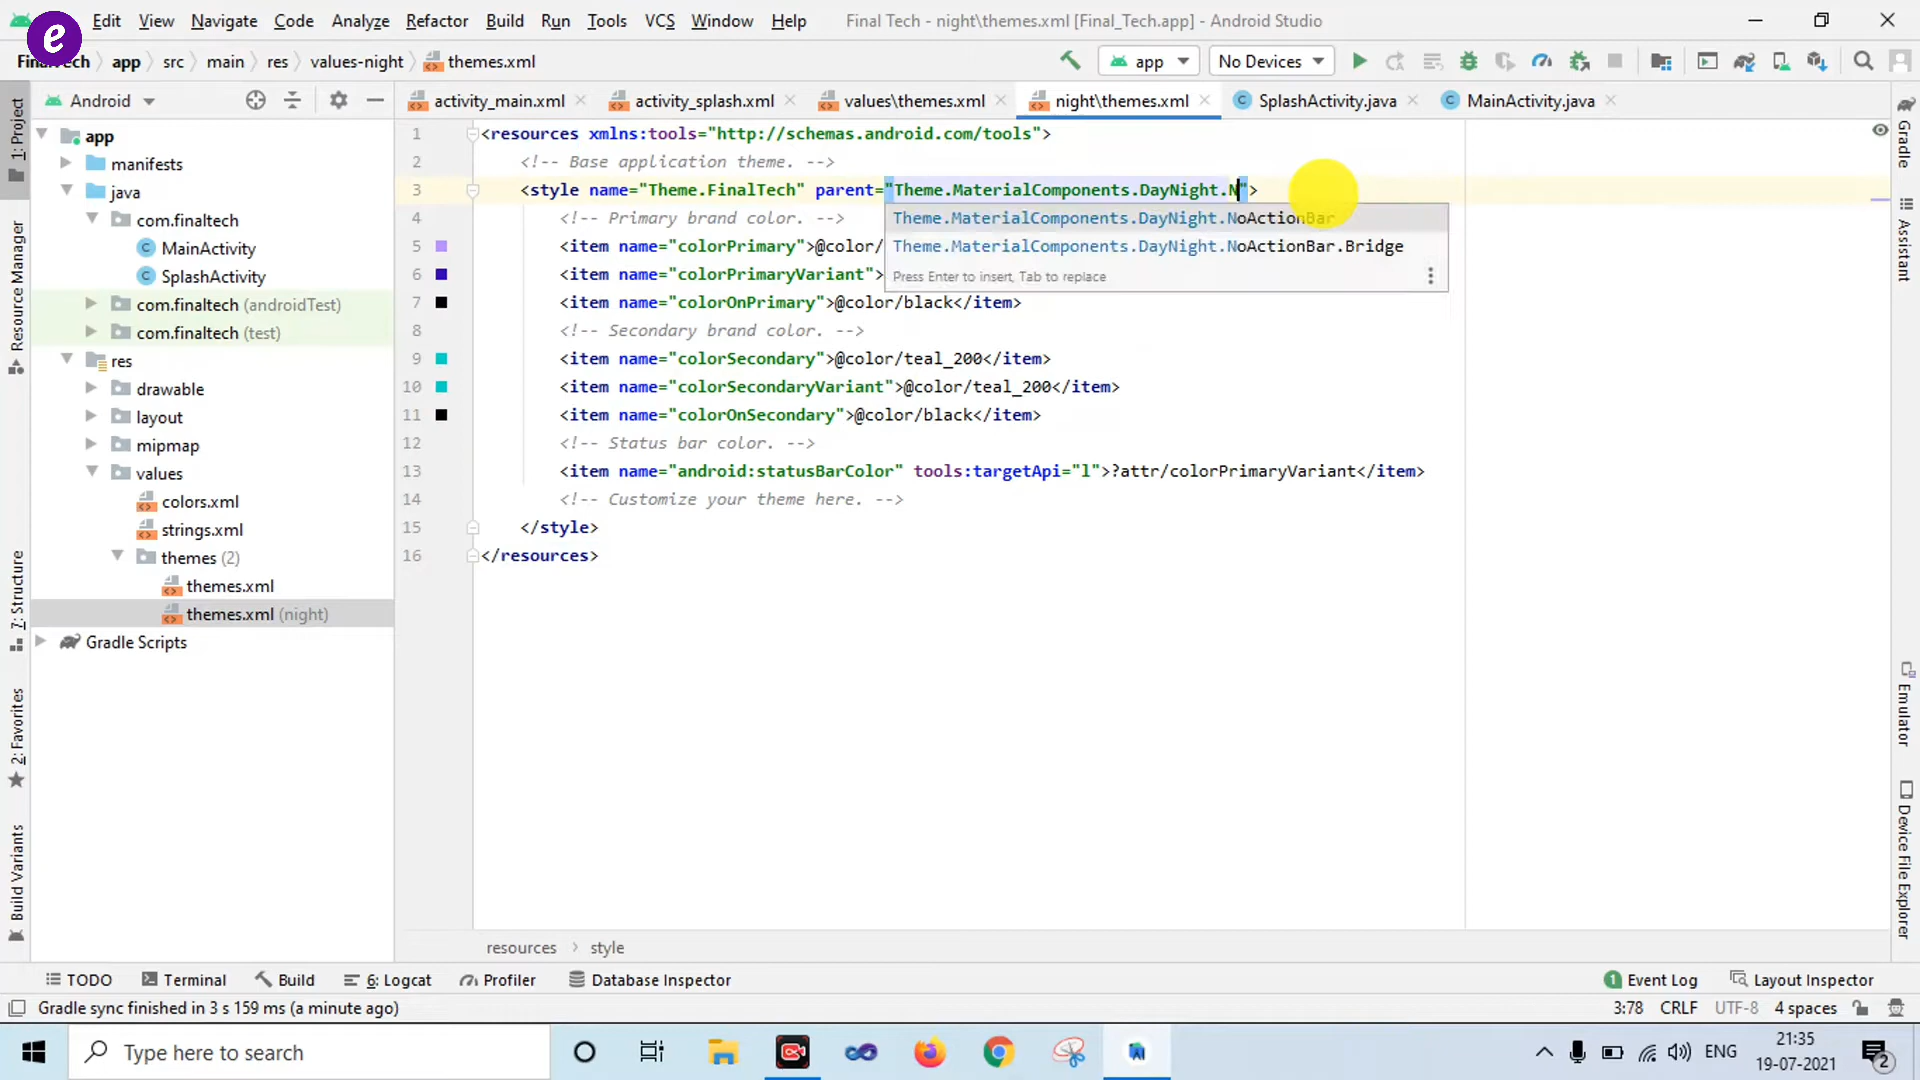 e
Edit View Navigate Code Analyze Refactor Build Run Tools VCS Window Help Final Tech - night\themes.xml [Final_Tech.app] - Android Studio
FinalTech app src main res values-night themes.xml app No Devices
Android activity_main.xml activity_splash.xml values\themes.xml night\themes.xml SplashActivity.java MainActivity.java
app
manifests
java
com.finaltech
MainActivity
SplashActivity
com.finaltech (androidTest)
com.finaltech (test)
res
drawable
layout
mipmap
values
colors.xml
strings.xml
themes (2)
themes.xml
themes.xml (night)
Gradle Scripts
1: Project
Resource Manager
7: Structure
2: Favorites
Build Variants
1 <resources xmlns:tools="http://schemas.android.com/tools">
2 <!-- Base application theme. -->
3 <style name="Theme.FinalTech" parent="Theme.MaterialComponents.DayNight.N">
4 <!-- Primary brand color. -->
5 <item name="colorPrimary">@color/
6 <item name="colorPrimaryVariant">
7 <item name="colorOnPrimary">@color/black</item>
8 <!-- Secondary brand color. -->
9 <item name="colorSecondary">@color/teal_200</item>
10 <item name="colorSecondaryVariant">@color/teal_200</item>
11 <item name="colorOnSecondary">@color/black</item>
12 <!-- Status bar color. -->
13 <item name="android:statusBarColor" tools:targetApi="l">?attr/colorPrimaryVariant</item>
14 <!-- Customize your theme here. -->
15 </style>
16 </resources>
Theme.MaterialComponents.DayNight.NoActionBar
Theme.MaterialComponents.DayNight.NoActionBar.Bridge
Press Enter to insert, Tab to replace
Gradle
Assistant
Emulator
Device File Explorer
resources style
TODO Terminal Build 6: Logcat Profiler Database Inspector 1 Event Log Layout Inspector
Gradle sync finished in 3 s 159 ms (a minute ago) 3:78 CRLF UTF-8 4 spaces
Type here to search ENG 21:35
19-07-2021
2